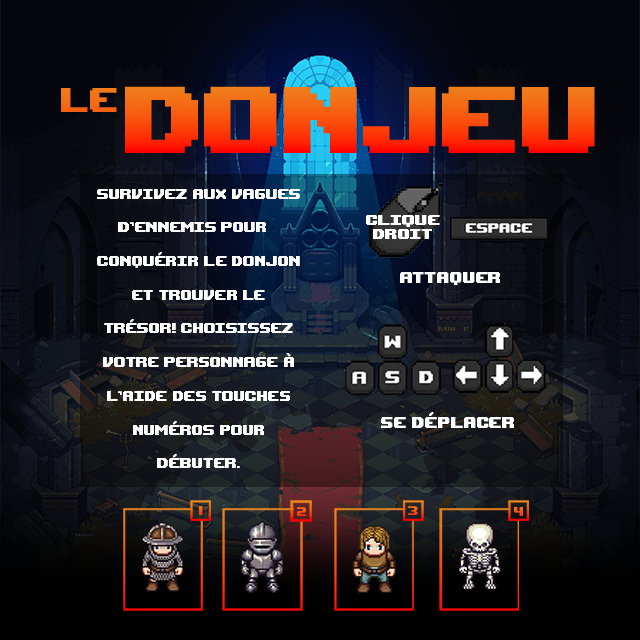 LE DONJEU
SURVIVEZ AUX VAGUES
D'ENNEMIS POUR
CONQUÉRIR LE DONJON
ET TROUVER LE
TRÉSOR! CHOISISSEZ
VOTRE PERSONNAGE À
L'AIDE DES TOUCHES
NUMÉROS POUR
DÉBUTER.
CLIQUE
DROIT
ESPACE
ATTAQUER
W
A S D
SE DÉPLACER
1 2 3 4